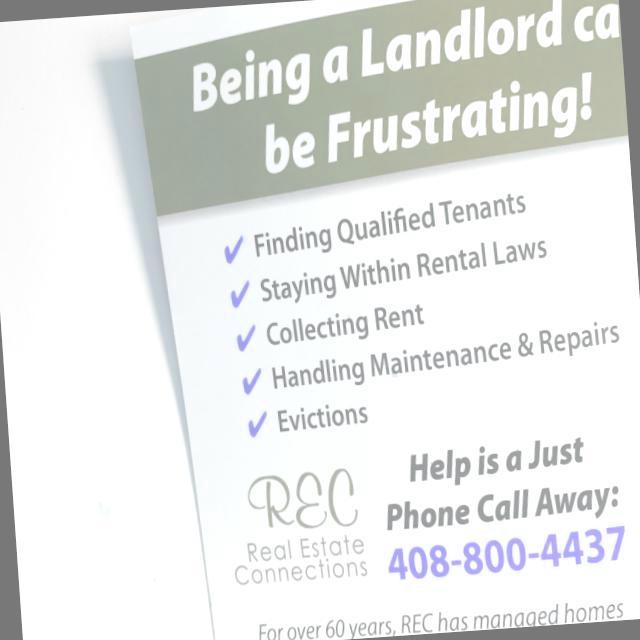 Being a Landlord ca
be Frustrating!
✔ Finding Qualified Tenants
✔ Staying Within Rental Laws
✔ Collecting Rent
✔ Handling Maintenance & Repairs
✔ Evictions
REC
Real Estate
Connections
Help is a Just
Phone Call Away:
408-800-4437
For over 60 years, REC has managed homes